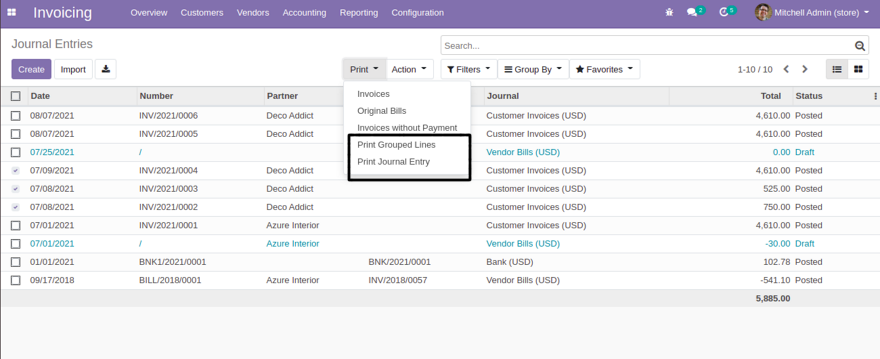 Invoicing Overview Customers Vendors Accounting Reporting Configuration 2 5 Mitchell Admin (store)
Journal Entries Search...
Create Import Print Action Filters Group By Favorites 1-10 / 10
Date Number Partner Journal Total Status
Invoices
Original Bills
Invoices without Payment
Print Grouped Lines
Print Journal Entry
08/07/2021 INV/2021/0006 Deco Addict Customer Invoices (USD) 4,610.00 Posted
08/07/2021 INV/2021/0005 Deco Addict Customer Invoices (USD) 4,610.00 Posted
07/25/2021 / Vendor Bills (USD) 0.00 Draft
07/09/2021 INV/2021/0004 Deco Addict Customer Invoices (USD) 4,610.00 Posted
07/08/2021 INV/2021/0003 Deco Addict Customer Invoices (USD) 525.00 Posted
07/08/2021 INV/2021/0002 Deco Addict Customer Invoices (USD) 750.00 Posted
07/01/2021 INV/2021/0001 Azure Interior Customer Invoices (USD) 4,610.00 Posted
07/01/2021 / Azure Interior Vendor Bills (USD) -30.00 Draft
01/01/2021 BNK1/2021/0001 BNK/2021/0001 Bank (USD) 102.78 Posted
09/17/2018 BILL/2018/0001 Azure Interior INV/2018/0057 Vendor Bills (USD) -541.10 Posted
5,885.00